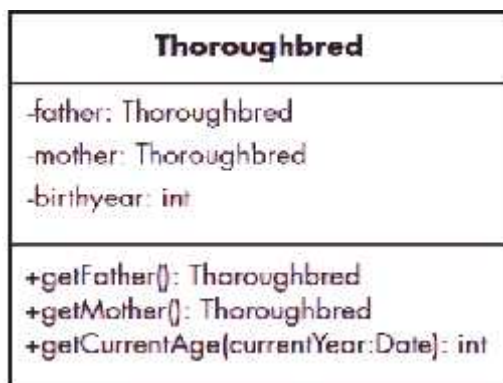 Thoroughbred
-father: Thoroughbred
-mother: Thoroughbred
-birthyear: int
+getFather(): Thoroughbred
+getMother(): Thoroughbred
+getCurrentAge(currentYear:Date): int